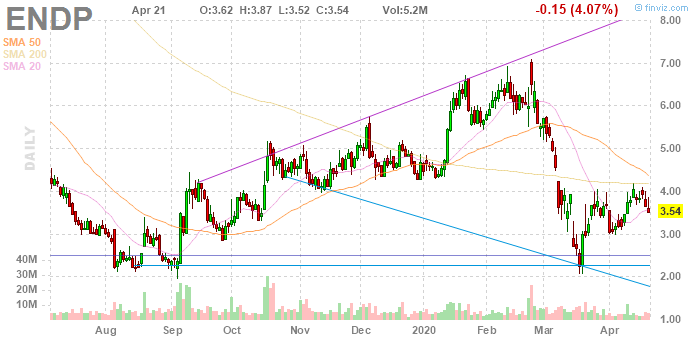 ENDP Apr 21 O:3.62 H:3.87 L:3.52 C:3.54 Vol:5.2M -0.15 (4.07%) © finviz.com
SMA 50
SMA 200
SMA 20
DAILY
8.00
7.00
6.00
5.00
4.00
3.54
3.00
2.00
1.00
40M
30M
20M
10M
Aug Sep Oct Nov Dec 2020 Feb Mar Apr